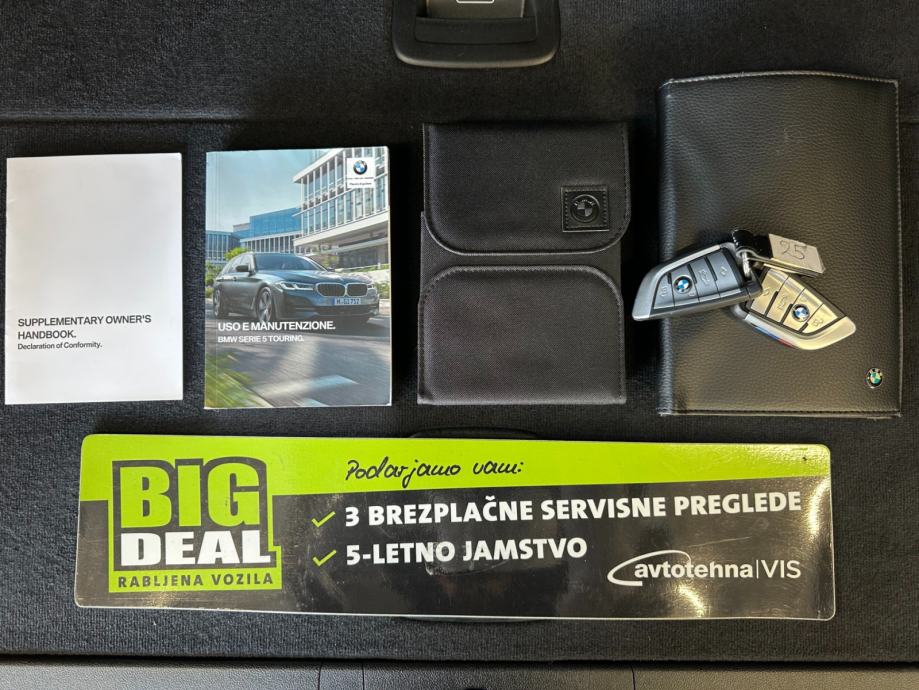 SUPPLEMENTARY OWNER'S
HANDBOOK.
Declaration of Conformity.
USO E MANUTENZIONE.
BMW SERIE 5 TOURING.
25
BIG
DEAL
RABLJENA VOZILA
Podarjamo vam:
3 BREZPLAČNE SERVISNE PREGLEDE
5-LETNO JAMSTVO
avtotehna|VIS